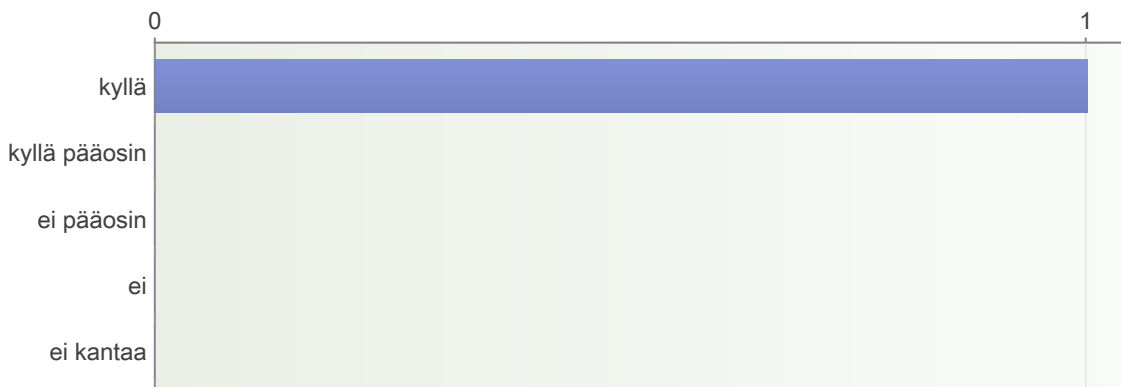 0 1
kyllä
kyllä pääosin
ei pääosin
ei
ei kantaa